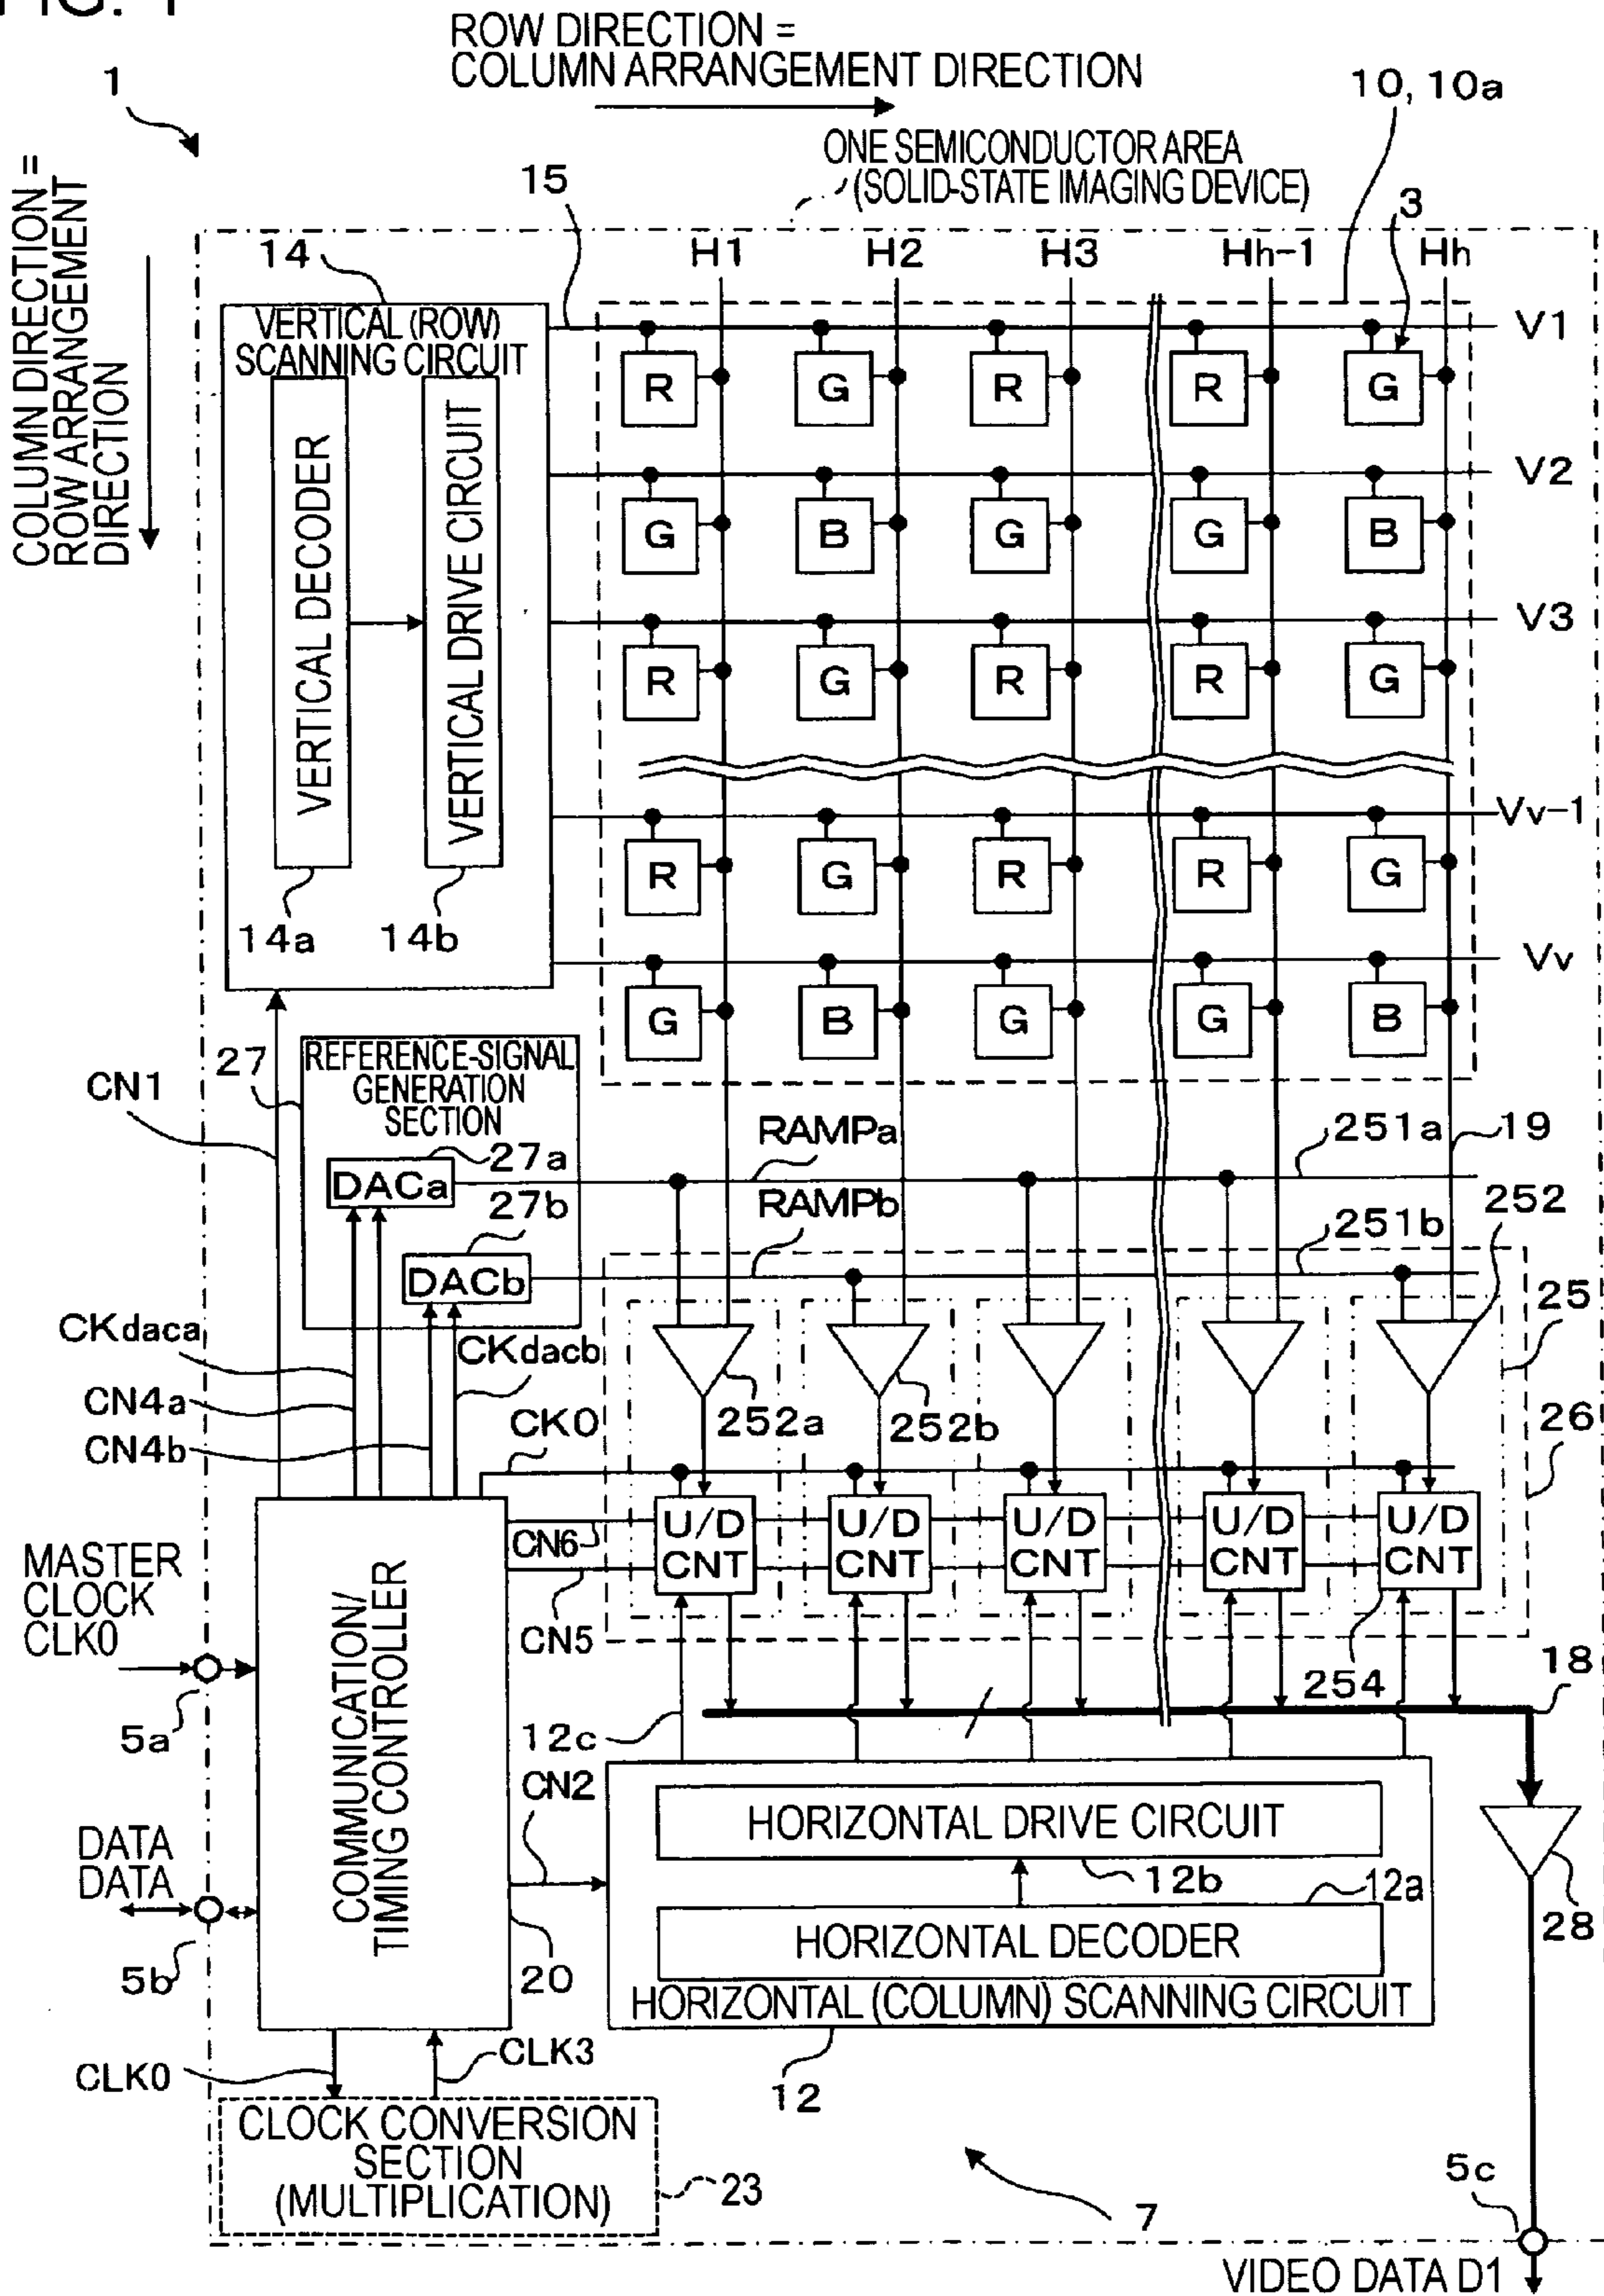 FIG. 1
ROW DIRECTION =
COLUMN ARRANGEMENT DIRECTION
1
10, 10a
ONE SEMICONDUCTOR AREA
(SOLID-STATE IMAGING DEVICE)
COLUMN DIRECTION =
ROW ARRANGEMENT
DIRECTION
15
3
14
H1 H2 H3 Hh-1 Hh
VERTICAL (ROW)
SCANNING CIRCUIT
V1
R G R R G
VERTICAL DECODER
VERTICAL DRIVE CIRCUIT
V2
G B G G B
V3
R G R R G
Vv-1
R G R R G
14a 14b
Vv
G B G G B
27
REFERENCE-SIGNAL
GENERATION
SECTION
CN1
RAMPa
251a
19
27a
DACa
27b
RAMPb
252
251b
DACb
25
CKdaca
CKdacb
CN4a
252a
252b
26
CK0
CN4b
U/D U/D U/D U/D U/D
CN6
CNT CNT CNT CNT CNT
MASTER
CLOCK
CLK0
CN5
18
254
5a
12c
COMMUNICATION/
TIMING CONTROLLER
CN2
HORIZONTAL DRIVE CIRCUIT
DATA
DATA
12b
12a
28
HORIZONTAL DECODER
5b
20
HORIZONTAL (COLUMN) SCANNING CIRCUIT
CLK0
CLK3
12
CLOCK CONVERSION
SECTION
(MULTIPLICATION)
23
7
5c
VIDEO DATA D1